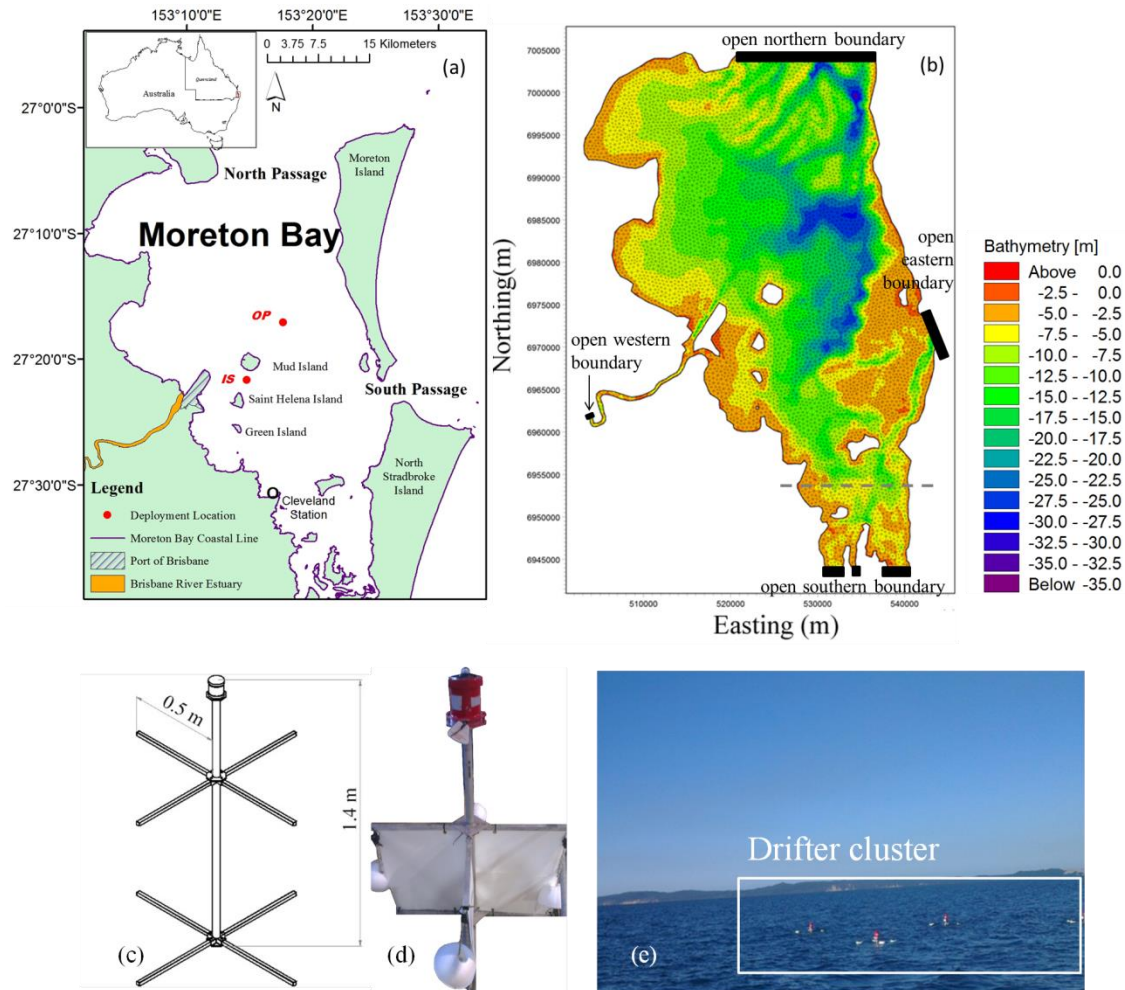 153°10'0"E 153°20'0"E 153°30'0"E
0 3.75 7.5 15 Kilometers
(a)
Queensland
Australia
N
27°0'0"S
27°10'0"S
27°20'0"S
27°30'0"S
North Passage
Moreton Island
Moreton Bay
OP
Mud Island
IS
South Passage
Saint Helena Island
Green Island
North Stradbroke Island
Cleveland Station
Legend
Deployment Location
Moreton Bay Coastal Line
Port of Brisbane
Brisbane River Estuary
open northern boundary
(b)
7005000
7000000
6995000
6990000
6985000
6980000
6975000
6970000
6965000
6960000
6955000
6950000
6945000
Northing(m)
open eastern boundary
open western boundary
open southern boundary
510000 520000 530000 540000
Easting (m)
Bathymetry [m]
Above 0.0
-2.5 - 0.0
-5.0 - -2.5
-7.5 - -5.0
-10.0 - -7.5
-12.5 - -10.0
-15.0 - -12.5
-17.5 - -15.0
-20.0 - -17.5
-22.5 - -20.0
-25.0 - -22.5
-27.5 - -25.0
-30.0 - -27.5
-32.5 - -30.0
-35.0 - -32.5
Below -35.0
0.5 m
1.4 m
(c)
(d)
Drifter cluster
(e)